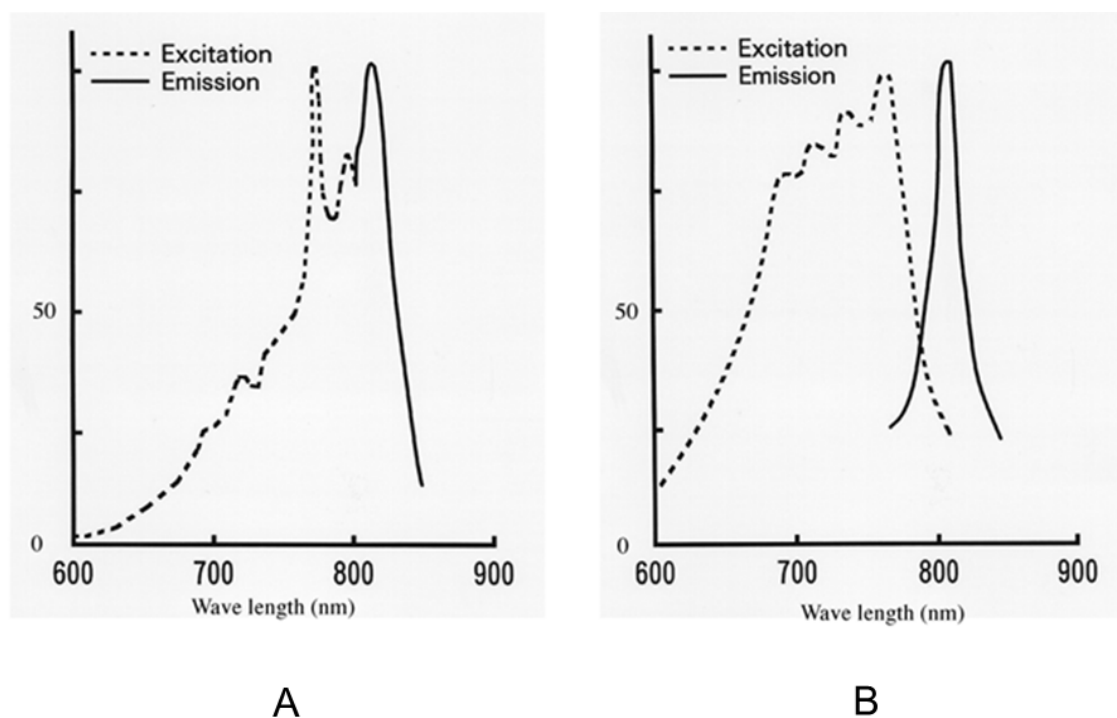 Excitation
Emission
50
0
600 700 800 900
Wave length (nm)
A
Excitation
Emission
50
0
600 700 800 900
Wave length (nm)
B